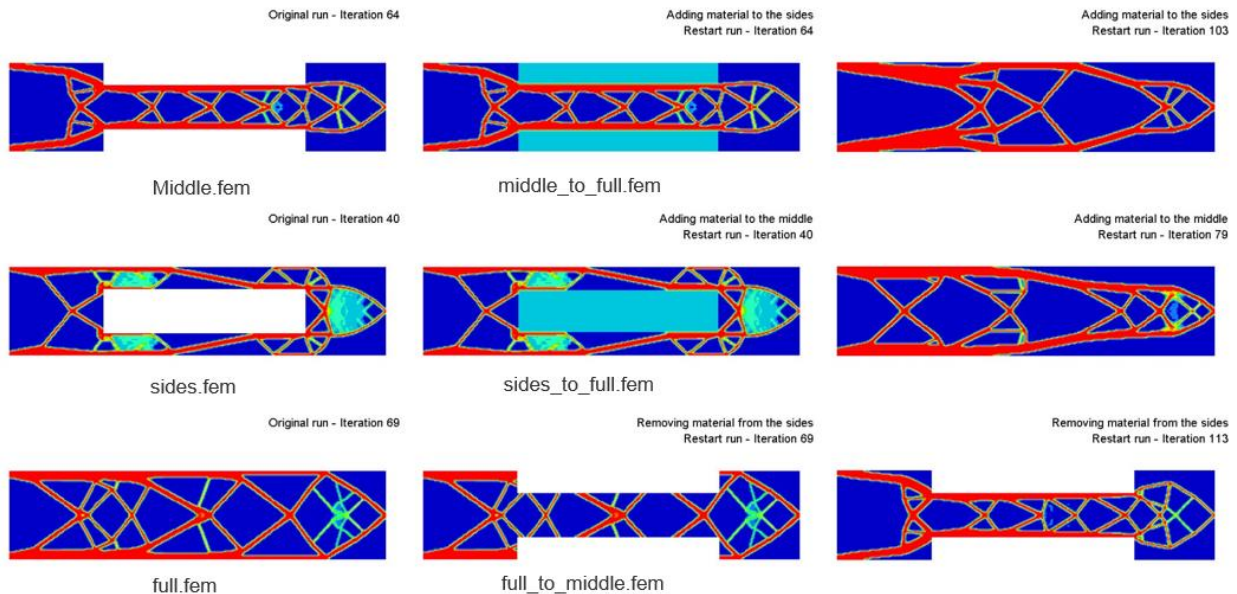 Original run - Iteration 64
Adding material to the sides
Restart run - Iteration 64
Adding material to the sides
Restart run - Iteration 103
Middle.fem
middle_to_full.fem
Original run - Iteration 40
Adding material to the middle
Restart run - Iteration 40
Adding material to the middle
Restart run - Iteration 79
sides.fem
sides_to_full.fem
Original run - Iteration 69
Removing material from the sides
Restart run - Iteration 69
Removing material from the sides
Restart run - Iteration 113
full.fem
full_to_middle.fem